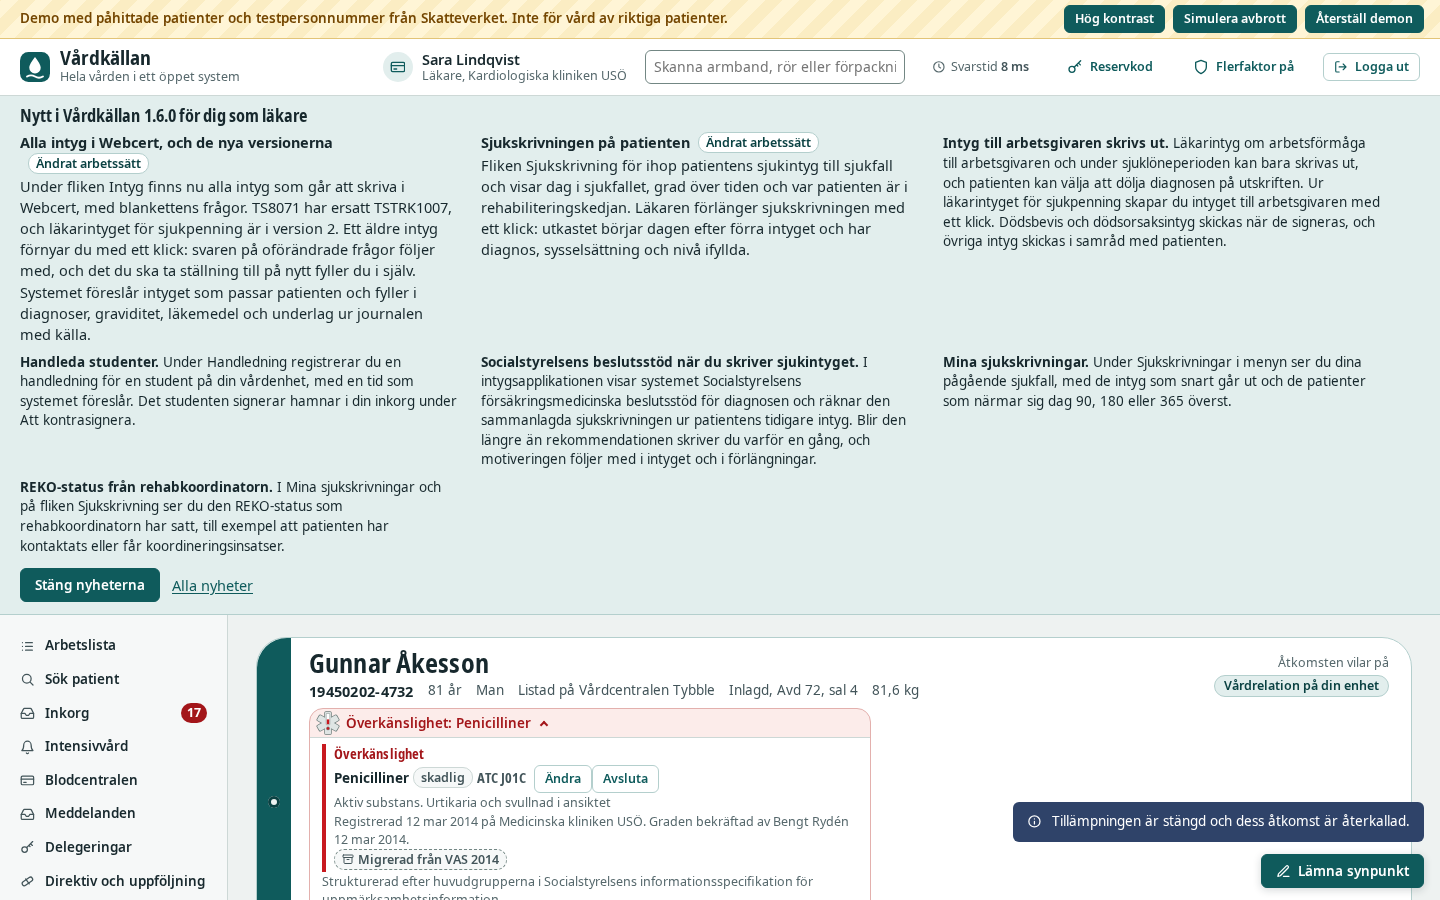 Demo med påhittade patienter och testpersonnummer från Skatteverket. Inte för vård av riktiga patienter.
Hög kontrast
Simulera avbrott
Återställ demon
Vårdkällan
Hela vården i ett öppet system
Sara Lindqvist
Läkare, Kardiologiska kliniken USÖ
Skanna armband, rör eller förpackni
Svarstid 8 ms
Reservkod
Flerfaktor på
Logga ut
Nytt i Vårdkällan 1.6.0 för dig som läkare
Alla intyg i Webcert, och de nya versionerna
Ändrat arbetssätt
Under fliken Intyg finns nu alla intyg som går att skriva i
Webcert, med blankettens frågor. TS8071 har ersatt TSTRK1007,
och läkarintyget för sjukpenning är i version 2. Ett äldre intyg
förnyar du med ett klick: svaren på oförändrade frågor följer
med, och det du ska ta ställning till på nytt fyller du i själv.
Systemet föreslår intyget som passar patienten och fyller i
diagnoser, graviditet, läkemedel och underlag ur journalen
med källa.
Sjukskrivningen på patienten
Ändrat arbetssätt
Fliken Sjukskrivning för ihop patientens sjukintyg till sjukfall
och visar dag i sjukfallet, grad över tiden och var patienten är i
rehabiliteringskedjan. Läkaren förlänger sjukskrivningen med
ett klick: utkastet börjar dagen efter förra intyget och har
diagnos, sysselsättning och nivå ifyllda.
Intyg till arbetsgivaren skrivs ut. Läkarintyg om arbetsförmåga
till arbetsgivaren och under sjuklöneperioden kan bara skrivas ut,
och patienten kan välja att dölja diagnosen på utskriften. Ur
läkarintyget för sjukpenning skapar du intyget till arbetsgivaren med
ett klick. Dödsbevis och dödsorsaksintyg skickas när de signeras, och
övriga intyg skickas i samråd med patienten.
Handleda studenter. Under Handledning registrerar du en
handledning för en student på din vårdenhet, med en tid som
systemet föreslår. Det studenten signerar hamnar i din inkorg under
Att kontrasignera.
Socialstyrelsens beslutsstöd när du skriver sjukintyget. I
intygsapplikationen visar systemet Socialstyrelsens
försäkringsmedicinska beslutsstöd för diagnosen och räknar den
sammanlagda sjukskrivningen ur patientens tidigare intyg. Blir den
längre än rekommendationen skriver du varför en gång, och
motiveringen följer med i intyget och i förlängningar.
Mina sjukskrivningar. Under Sjukskrivningar i menyn ser du dina
pågående sjukfall, med de intyg som snart går ut och de patienter
som närmar sig dag 90, 180 eller 365 överst.
REKO-status från rehabkoordinatorn. I Mina sjukskrivningar och
på fliken Sjukskrivning ser du den REKO-status som
rehabkoordinatorn har satt, till exempel att patienten har
kontaktats eller får koordineringsinsatser.
Stäng nyheterna
Alla nyheter
Arbetslista
Sök patient
Inkorg
17
Intensivvård
Blodcentralen
Meddelanden
Delegeringar
Direktiv och uppföljning
Gunnar Åkesson
19450202-4732
81 år
Man
Listad på Vårdcentralen Tybble
Inlagd, Avd 72, sal 4
81,6 kg
Åtkomsten vilar på
Vårdrelation på din enhet
Överkänslighet: Penicilliner
Överkänslighet
Penicilliner
skadlig
ATC J01C
Ändra
Avsluta
Aktiv substans. Urtikaria och svullnad i ansiktet
Registrerad 12 mar 2014 på Medicinska kliniken USÖ. Graden bekräftad av Bengt Rydén
12 mar 2014.
Migrerad från VAS 2014
Strukturerad efter huvudgrupperna i Socialstyrelsens informationsspecifikation för
uppmärksamhetsinformation.
Tillämpningen är stängd och dess åtkomst är återkallad.
Lämna synpunkt